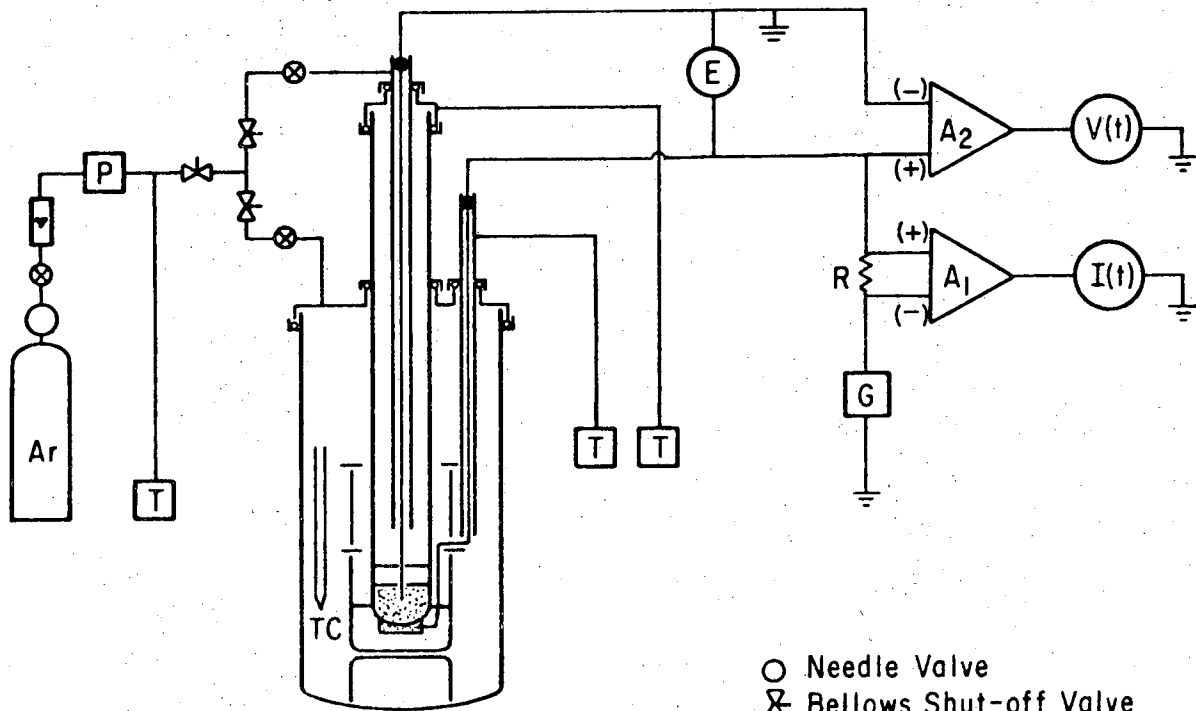 E
(-)
A2
V(t)
(+)
P
(+)
R
A1
I(t)
(-)
G
Ar
T
T
T
TC
Needle Valve
Bellows Shut-off Valve